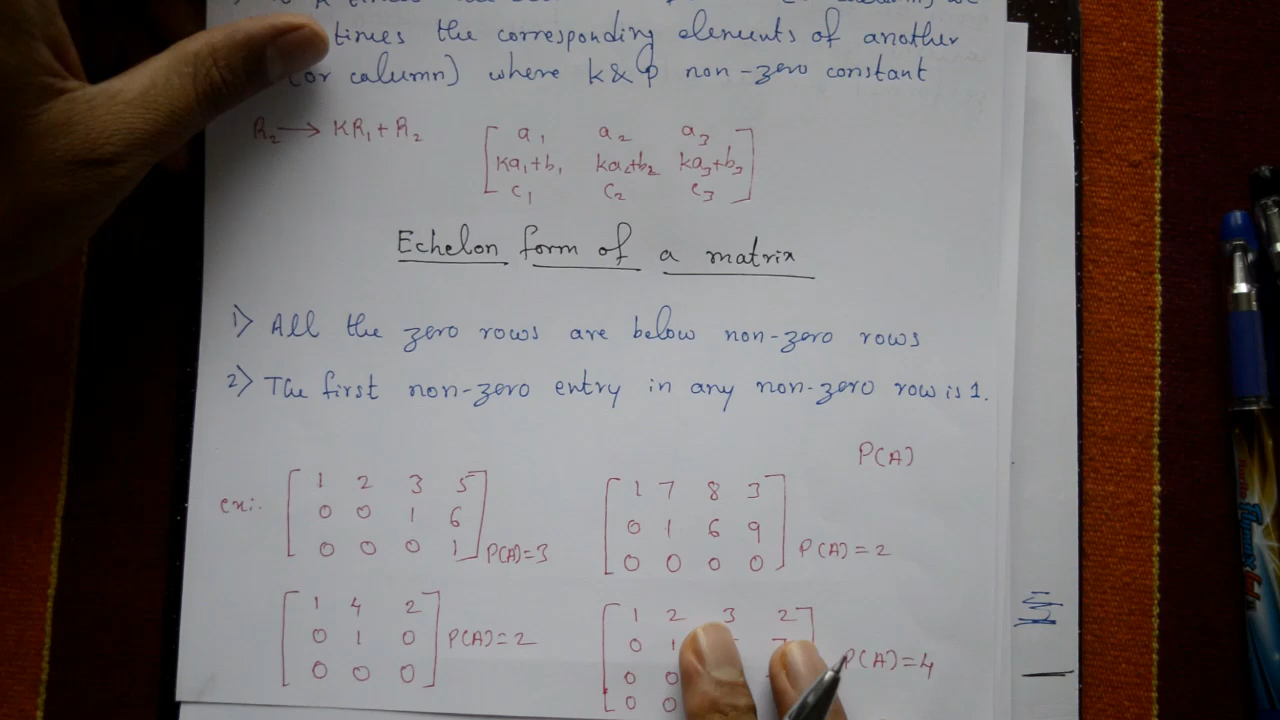 times the corresponding elements of another
(or column) where k & p non-zero constant
R₂ → KR₁ + R₂
a₁ a₂ a₃
ka₁+b₁ ka₂+b₂ ka₃+b₃
c₁ c₂ c₃
Echelon form of a matrix
1) All the zero rows are below non-zero rows
2) The first non-zero entry in any non-zero row is 1.
P(A)
ex:
1 2 3 5
0 0 1 6
0 0 0 1
P(A)=3
1 7 8 3
0 1 6 9
0 0 0 0
P(A)=2
1 4 2
0 1 0
0 0 0
P(A)=2
1 2 3 2
0 1
0 0
0 0
P(A)=4